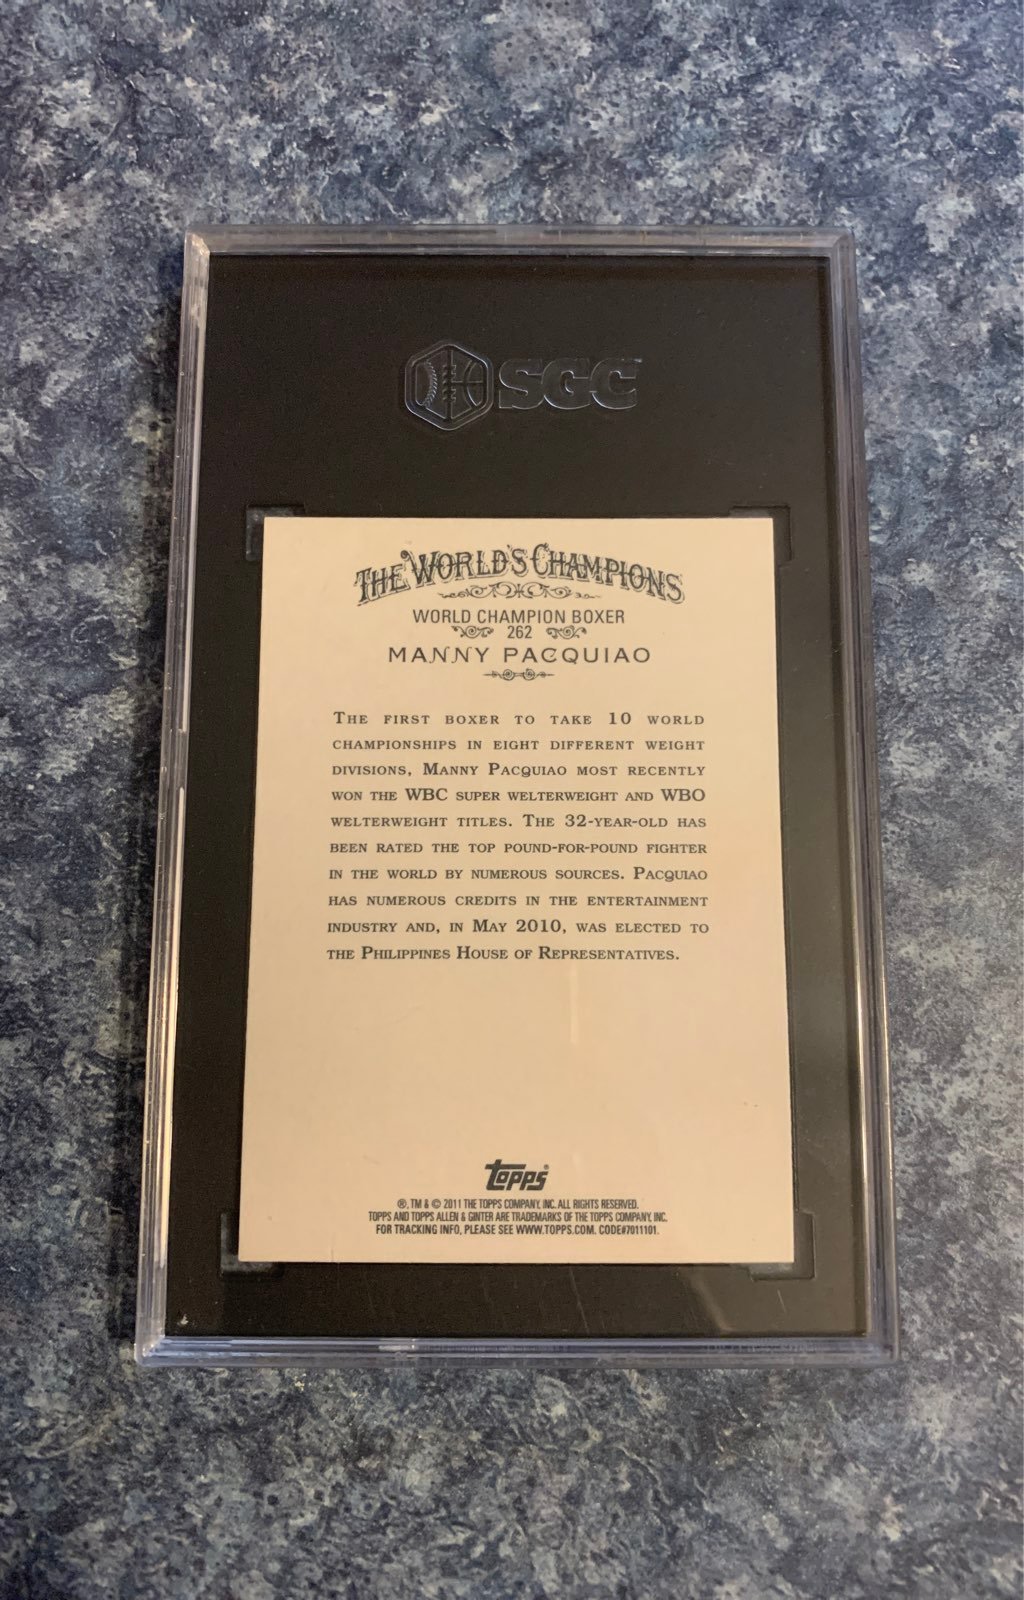 SGC
The World's Champions
WORLD CHAMPION BOXER
262
MANNY PACQUIAO
The first boxer to take 10 world
championships in eight different weight
divisions, Manny Pacquiao most recently
won the WBC super welterweight and WBO
welterweight titles. The 32-year-old has
been rated the top pound-for-pound fighter
in the world by numerous sources. Pacquiao
has numerous credits in the entertainment
industry and, in May 2010, was elected to
the Philippines House of Representatives.
topps®
®, TM & © 2011 THE TOPPS COMPANY, INC. ALL RIGHTS RESERVED.
TOPPS AND TOPPS ALLEN & GINTER ARE TRADEMARKS OF THE TOPPS COMPANY, INC.
FOR TRACKING INFO, PLEASE SEE WWW.TOPPS.COM. CODE#7011101.